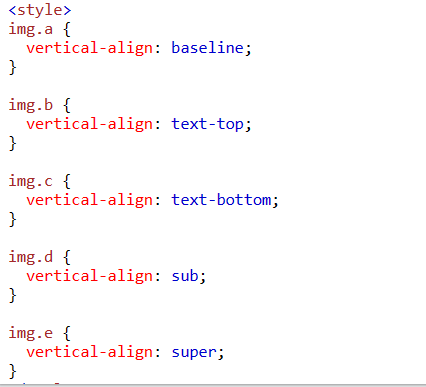 <style>
img.a {
  vertical-align: baseline;
}

img.b {
  vertical-align: text-top;
}

img.c {
  vertical-align: text-bottom;
}

img.d {
  vertical-align: sub;
}

img.e {
  vertical-align: super;
}